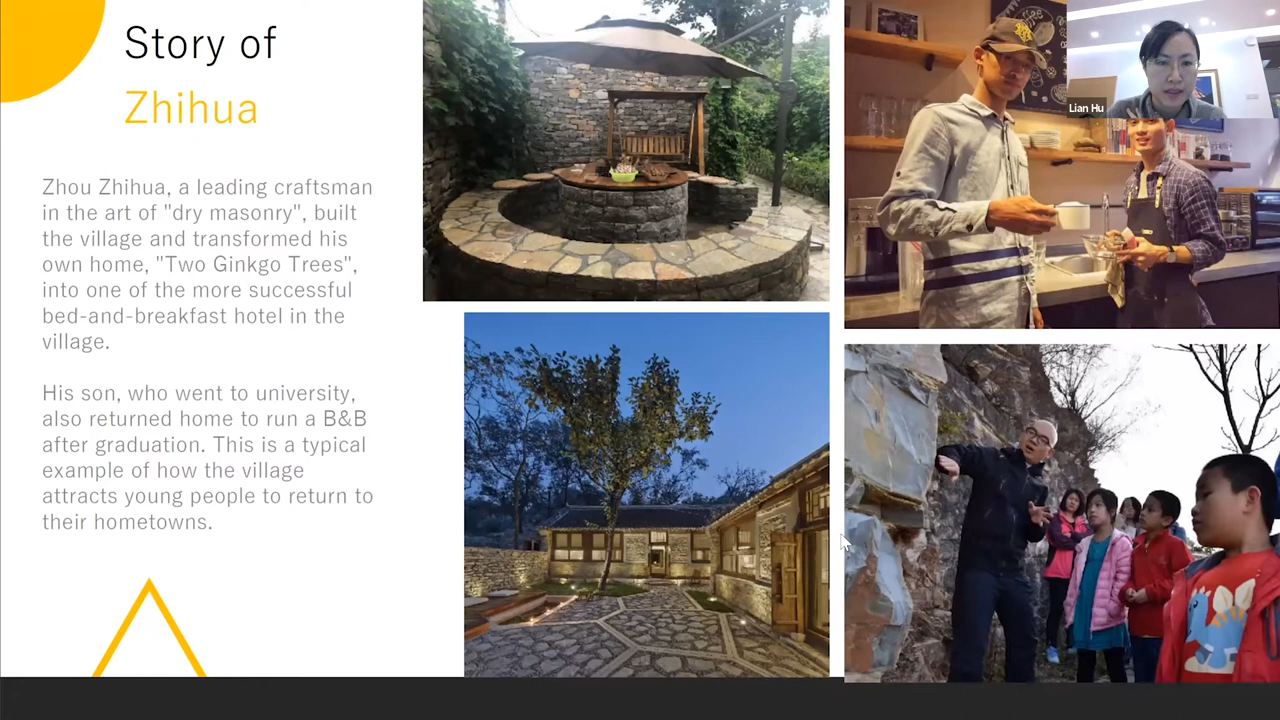 Story of
Zhihua
Zhou Zhihua, a leading craftsman
in the art of "dry masonry", built
the village and transformed his
own home, "Two Ginkgo Trees",
into one of the more successful
bed-and-breakfast hotel in the
village.
His son, who went to university,
also returned home to run a B&B
after graduation. This is a typical
example of how the village
attracts young people to return to
their hometowns.
Lian Hu